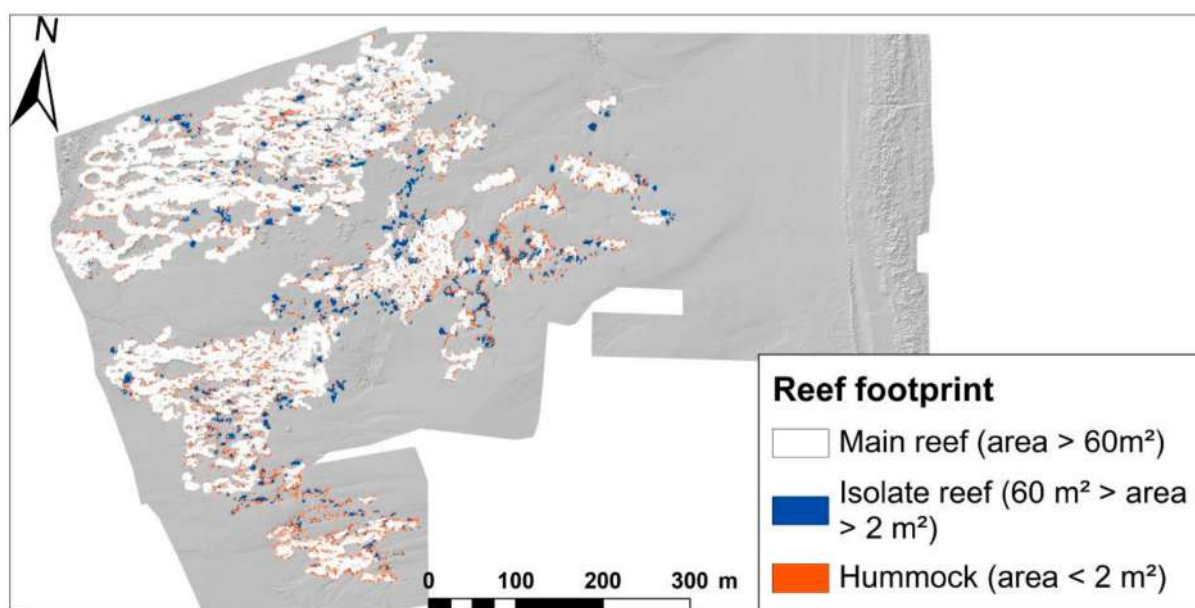 N
Reef footprint
Main reef (area > 60m²)
Isolate reef (60 m² > area
> 2 m²)
Hummock (area < 2 m²)
0 100 200 300 m